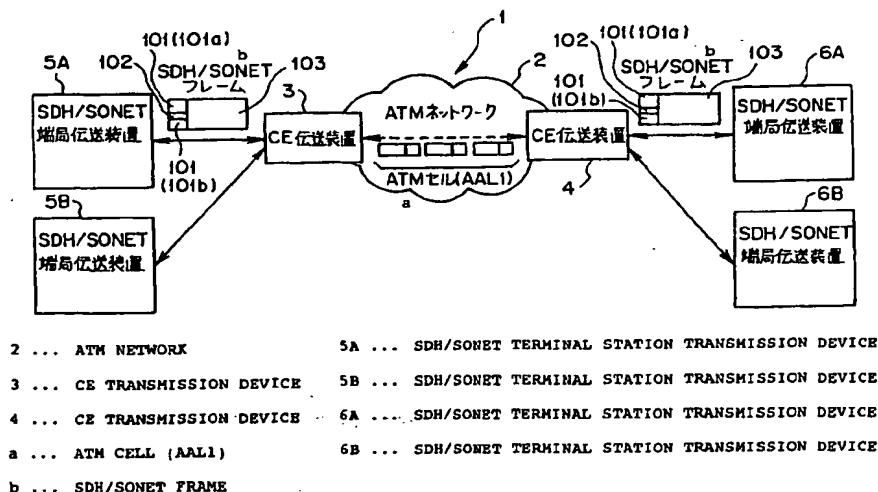 1
101(101a)
102
b
SDH/SONET
フレーム
103
5A
SDH/SONET
端局伝送装置
101
(101b)
3
CE伝送装置
2
ATMネットワーク
ATMセル(AAL1)
a
101(101a)
102
b
SDH/SONET
フレーム
103
101
(101b)
6A
SDH/SONET
端局伝送装置
CE伝送装置
4
5B
SDH/SONET
端局伝送装置
6B
SDH/SONET
端局伝送装置
2 ... ATM NETWORK
3 ... CE TRANSMISSION DEVICE
4 ... CE TRANSMISSION DEVICE
a ... ATM CELL (AAL1)
b ... SDH/SONET FRAME
5A ... SDH/SONET TERMINAL STATION TRANSMISSION DEVICE
5B ... SDH/SONET TERMINAL STATION TRANSMISSION DEVICE
6A ... SDH/SONET TERMINAL STATION TRANSMISSION DEVICE
6B ... SDH/SONET TERMINAL STATION TRANSMISSION DEVICE